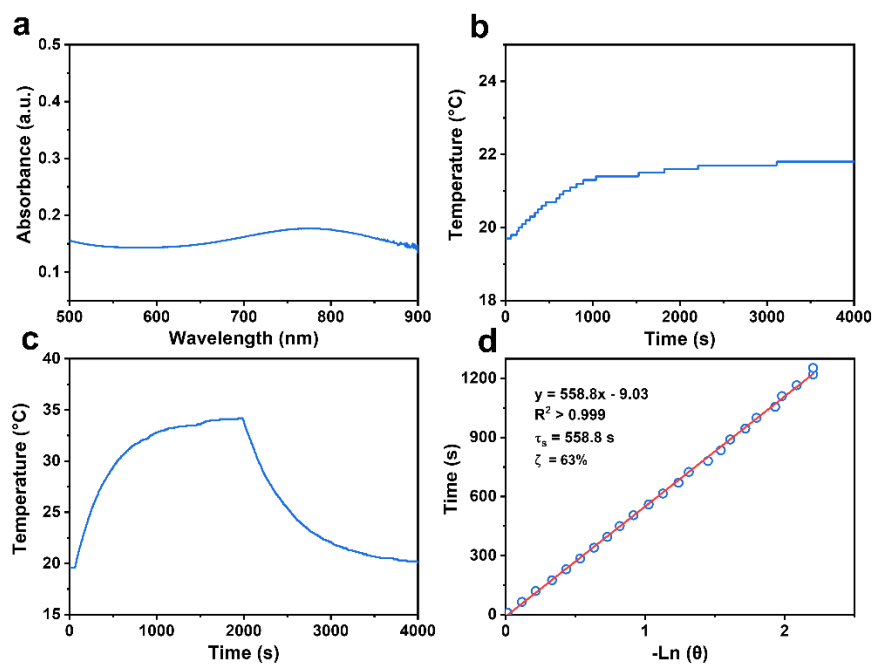 a
0.5
0.4
0.3
0.2
0.1
Absorbance (a.u.)
500 600 700 800 900
Wavelength (nm)
b
24
22
20
18
Temperature (°C)
0 1000 2000 3000 4000
Time (s)
c
40
35
30
25
20
15
Temperature (°C)
0 1000 2000 3000 4000
Time (s)
d
1200
900
600
300
0
Time (s)
y = 558.8x - 9.03
R² > 0.999
τₛ = 558.8 s
ζ = 63%
0 1 2
-Ln (θ)